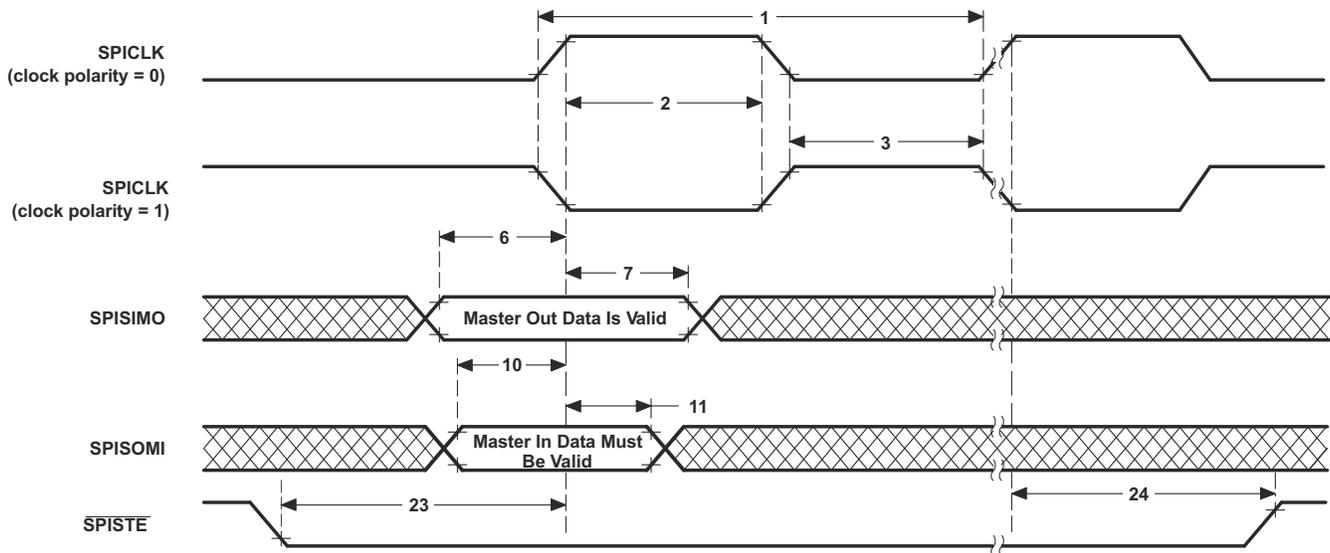 1
SPICLK
(clock polarity = 0)
2
3
SPICLK
(clock polarity = 1)
6
7
SPISIMO
Master Out Data Is Valid
10
11
SPISOMI
Master In Data Must
Be Valid
23
24
SPISTE